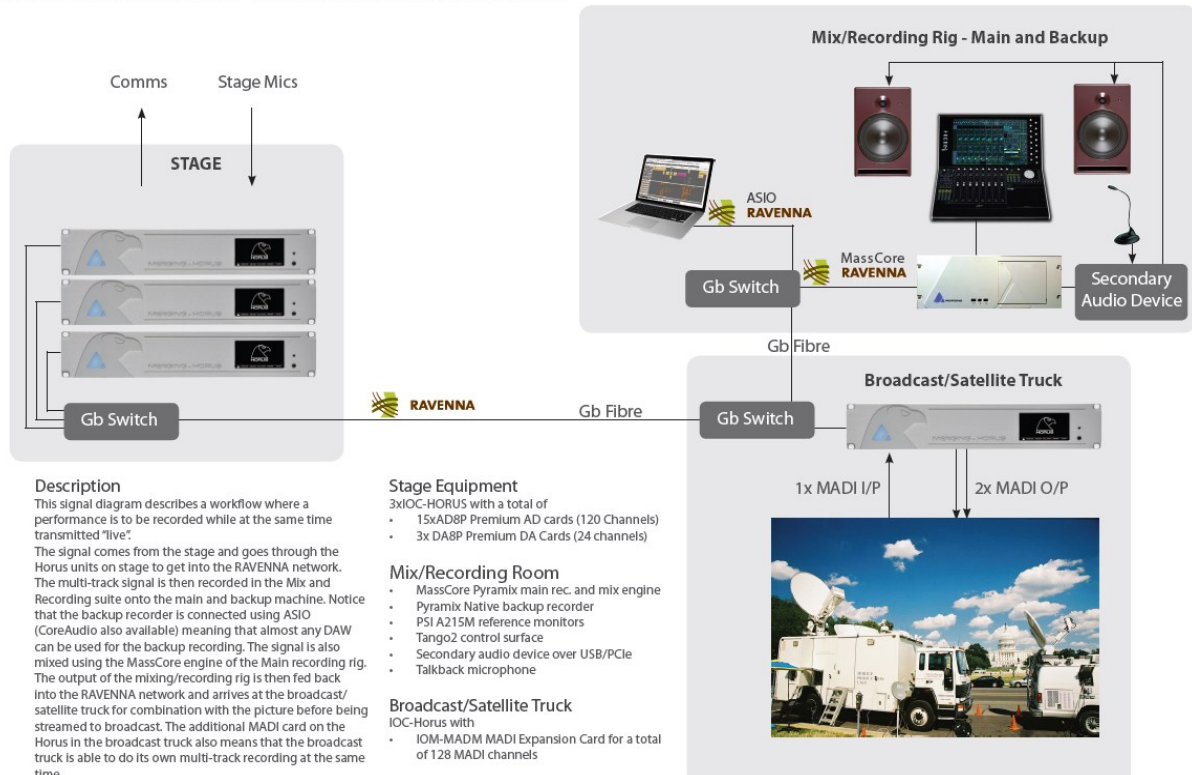 Mix/Recording Rig - Main and Backup
Comms
Stage Mics
STAGE
ASIO
RAVENNA
MassCore
RAVENNA
Gb Switch
Secondary
Audio Device
Gb Fibre
Broadcast/Satellite Truck
HORUS
HORUS
HORUS
Gb Switch
RAVENNA
Gb Fibre
Gb Switch
MERGING HORUS
HORUS
1x MADI I/P
2x MADI O/P
Description
This signal diagram describes a workflow where a
performance is to be recorded while at the same time
transmitted "live".
The signal comes from the stage and goes through the
Horus units on stage to get into the RAVENNA network.
The multi-track signal is then recorded in the Mix and
Recording suite onto the main and backup machine. Notice
that the backup recorder is connected using ASIO
(CoreAudio also available) meaning that almost any DAW
can be used for the backup recording. The signal is also
mixed using the MassCore engine of the Main recording rig.
The output of the mixing/recording rig is then fed back
into the RAVENNA network and arrives at the broadcast/
satellite truck for combination with the picture before being
streamed to broadcast. The additional MADI card on the
Horus in the broadcast truck also means that the broadcast
truck is able to do its own multi-track recording at the same
time.
Stage Equipment
3xIOC-HORUS with a total of
• 15xAD8P Premium AD cards (120 Channels)
• 3x DA8P Premium DA Cards (24 channels)
Mix/Recording Room
• MassCore Pyramix main rec. and mix engine
• Pyramix Native backup recorder
• PSI A215M reference monitors
• Tango2 control surface
• Secondary audio device over USB/PCIe
• Talkback microphone
Broadcast/Satellite Truck
IOC-Horus with
• IOM-MADM MADI Expansion Card for a total
of 128 MADI channels